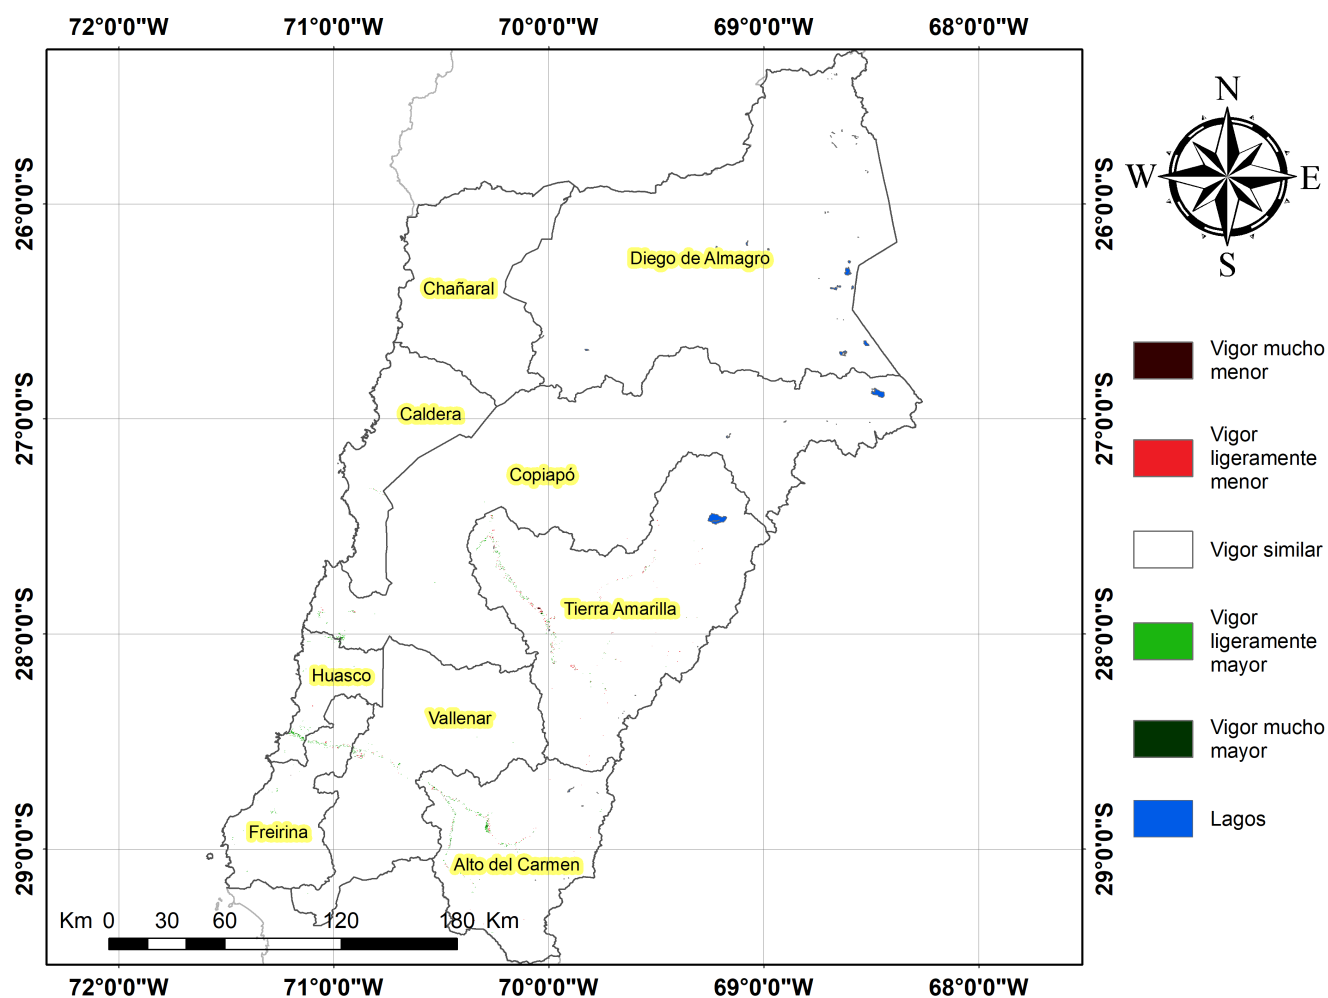 72°0'0"W 71°0'0"W 70°0'0"W 69°0'0"W 68°0'0"W
N
W E
S
26°0'0"S 26°0'0"S
Diego de Almagro
Chañaral
Vigor mucho
menor
27°0'0"S 27°0'0"S
Caldera
Copiapó
Vigor
ligeramente
menor
Vigor similar
28°0'0"S 28°0'0"S
Tierra Amarilla
Huasco
Vallenar
Vigor
ligeramente
mayor
Vigor mucho
mayor
29°0'0"S 29°0'0"S
Freirina
Alto del Carmen
Lagos
Km 0 30 60 120 180 Km
72°0'0"W 71°0'0"W 70°0'0"W 69°0'0"W 68°0'0"W